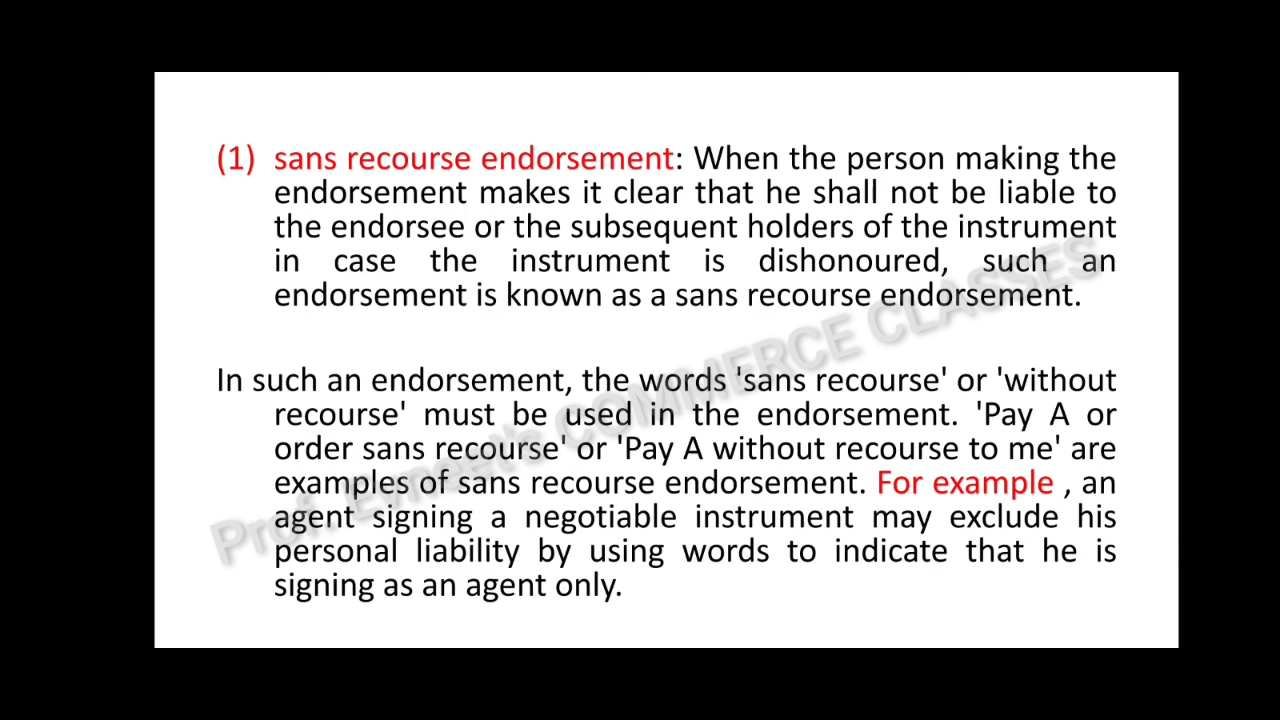 (1) sans recourse endorsement: When the person making the
endorsement makes it clear that he shall not be liable to
the endorsee or the subsequent holders of the instrument
in case the instrument is dishonoured, such an
endorsement is known as a sans recourse endorsement.
In such an endorsement, the words 'sans recourse' or 'without
recourse' must be used in the endorsement. 'Pay A or
order sans recourse' or 'Pay A without recourse to me' are
examples of sans recourse endorsement. For example , an
agent signing a negotiable instrument may exclude his
personal liability by using words to indicate that he is
signing as an agent only.
Prof. COMMERCE CLASSES